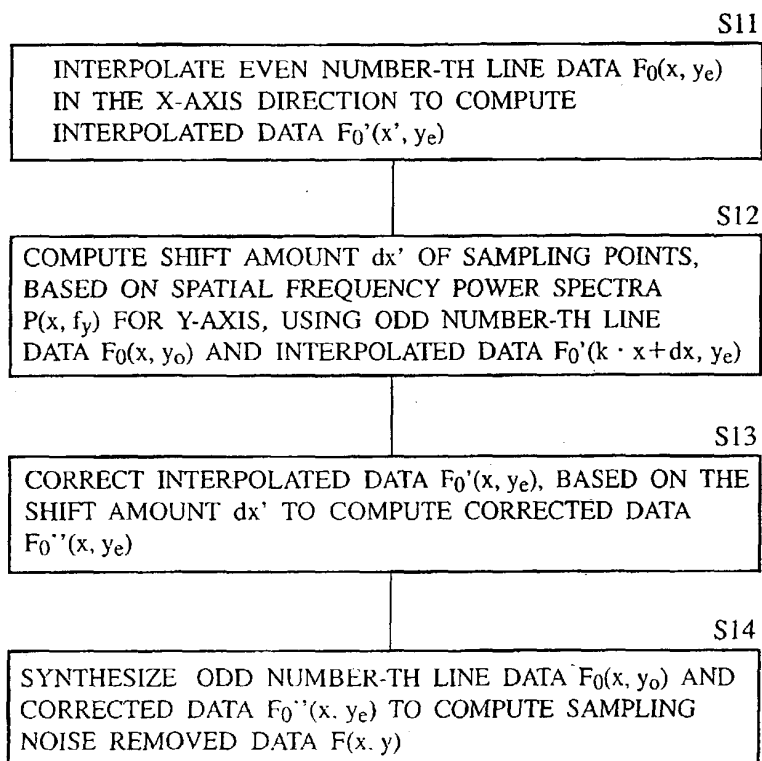 S11
INTERPOLATE EVEN NUMBER-TH LINE DATA F₀(x, yₑ)
IN THE X-AXIS DIRECTION TO COMPUTE
INTERPOLATED DATA F₀'(x', yₑ)
S12
COMPUTE SHIFT AMOUNT dx' OF SAMPLING POINTS,
BASED ON SPATIAL FREQUENCY POWER SPECTRA
P(x, f_y) FOR Y-AXIS, USING ODD NUMBER-TH LINE
DATA F₀(x, yₒ) AND INTERPOLATED DATA F₀'(k · x+dx, yₑ)
S13
CORRECT INTERPOLATED DATA F₀'(x, yₑ), BASED ON THE
SHIFT AMOUNT dx' TO COMPUTE CORRECTED DATA
F₀''(x, yₑ)
S14
SYNTHESIZE ODD NUMBER-TH LINE DATA F₀(x, yₒ) AND
CORRECTED DATA F₀''(x. yₑ) TO COMPUTE SAMPLING
NOISE REMOVED DATA F(x. y)